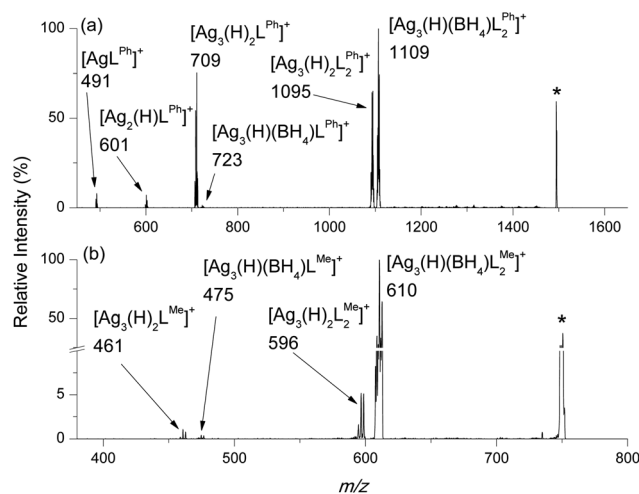 (a)
[AgL^Ph]^+
491
[Ag₂(H)L^Ph]^+
601
[Ag₃(H)₂L^Ph]^+
709
[Ag₃(H)(BH₄)L^Ph]^+
723
[Ag₃(H)₂L₂^Ph]^+
1095
[Ag₃(H)(BH₄)L₂^Ph]^+
1109
*
100
50
0
600 800 1000 1200 1400 1600
Relative Intensity (%)
(b)
[Ag₃(H)₂L^Me]^+
461
[Ag₃(H)(BH₄)L^Me]^+
475
[Ag₃(H)₂L₂^Me]^+
596
[Ag₃(H)(BH₄)L₂^Me]^+
610
*
100
50
5
0
400 500 600 700 800
m/z